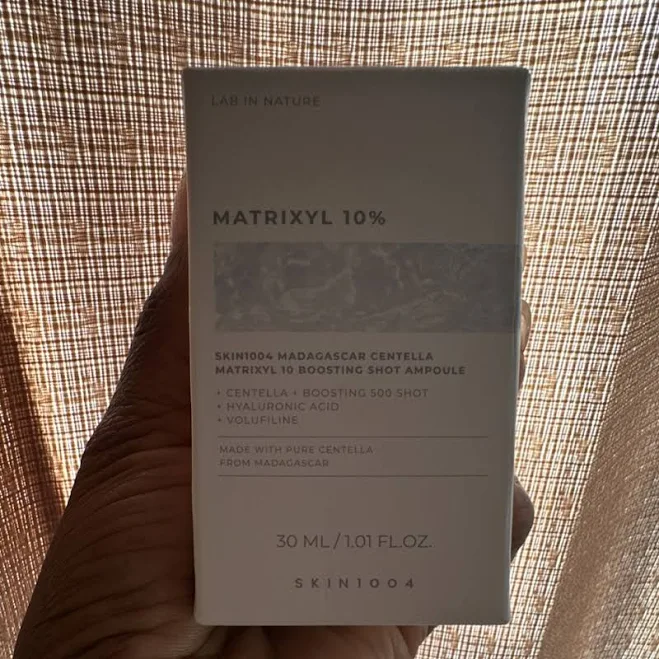 LAB IN NATURE
MATRIXYL 10%
SKIN1004 MADAGASCAR CENTELLA
MATRIXYL 10 BOOSTING SHOT AMPOULE
+ CENTELLA + BOOSTING 500 SHOT
+ HYALURONIC ACID
+ VOLUFILINE
MADE WITH PURE CENTELLA
FROM MADAGASCAR
30 ML / 1.01 FL.OZ.
SKIN1004